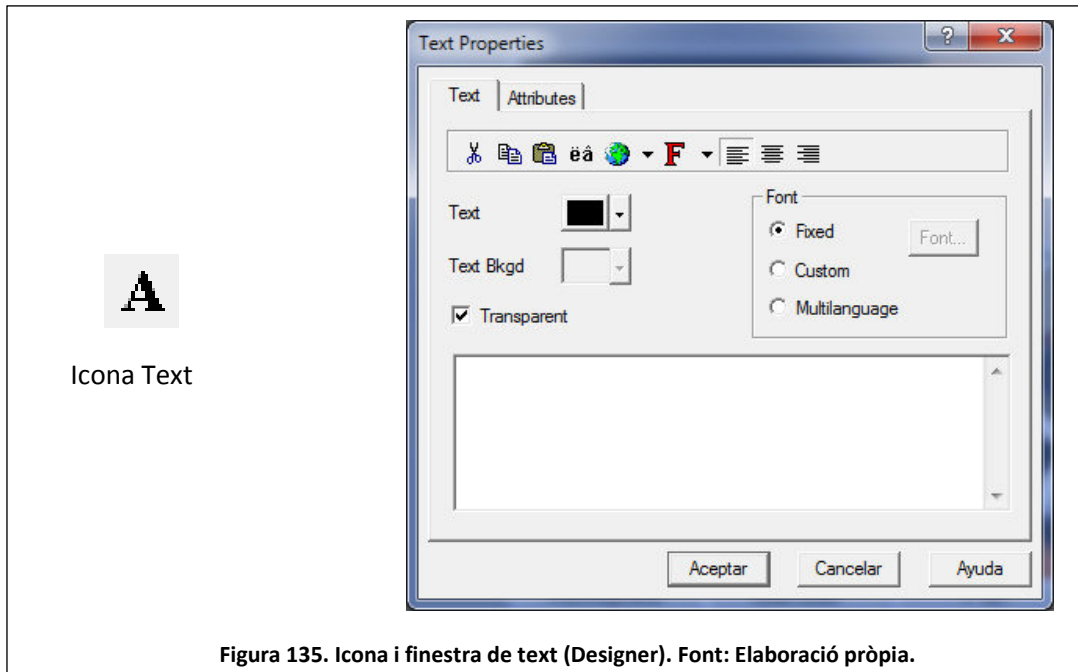 Text Properties
Text Attributes
ëâ F
Text
Text Bkgd
Transparent
Font
Fixed
Font...
Custom
Multilanguage
A
Icona Text
Aceptar Cancelar Ayuda
Figura 135. Icona i finestra de text (Designer). Font: Elaboració pròpia.